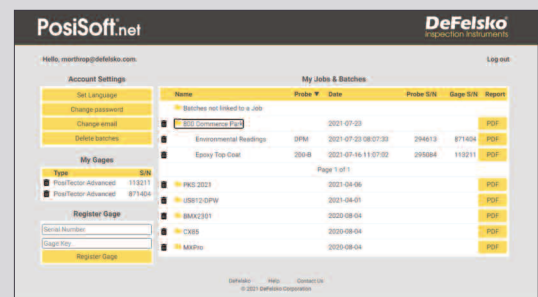 PosiSoft.net
DeFelsko
inspection instruments
Hello, morthrop@defelsko.com.
Log out
Account Settings
Set Language
Change password
Change email
Delete batches
My Gages
Type S/N
PosiTector Advanced 113211
PosiTector Advanced 871404
Register Gage
Serial Number
Gage Key
Register Gage
My Jobs & Batches
Name Probe ▼ Date Probe S/N Gage S/N Report
Batches not linked to a Job
800 Commerce Park 2021-07-23 PDF
Environmental Readings DPM 2021-07-23 08:07:33 294613 871404 PDF
Epoxy Top Coat 200-B 2021-07-16 11:07:02 295084 113211 PDF
Page 1 of 1
PKS 2021 2021-04-06 PDF
USB12-DPW 2021-04-01 PDF
BMX2301 2020-08-04 PDF
CX85 2020-08-04 PDF
MXPro 2020-08-04 PDF
DeFelsko Help Contact Us
© 2021 DeFelsko Corporation